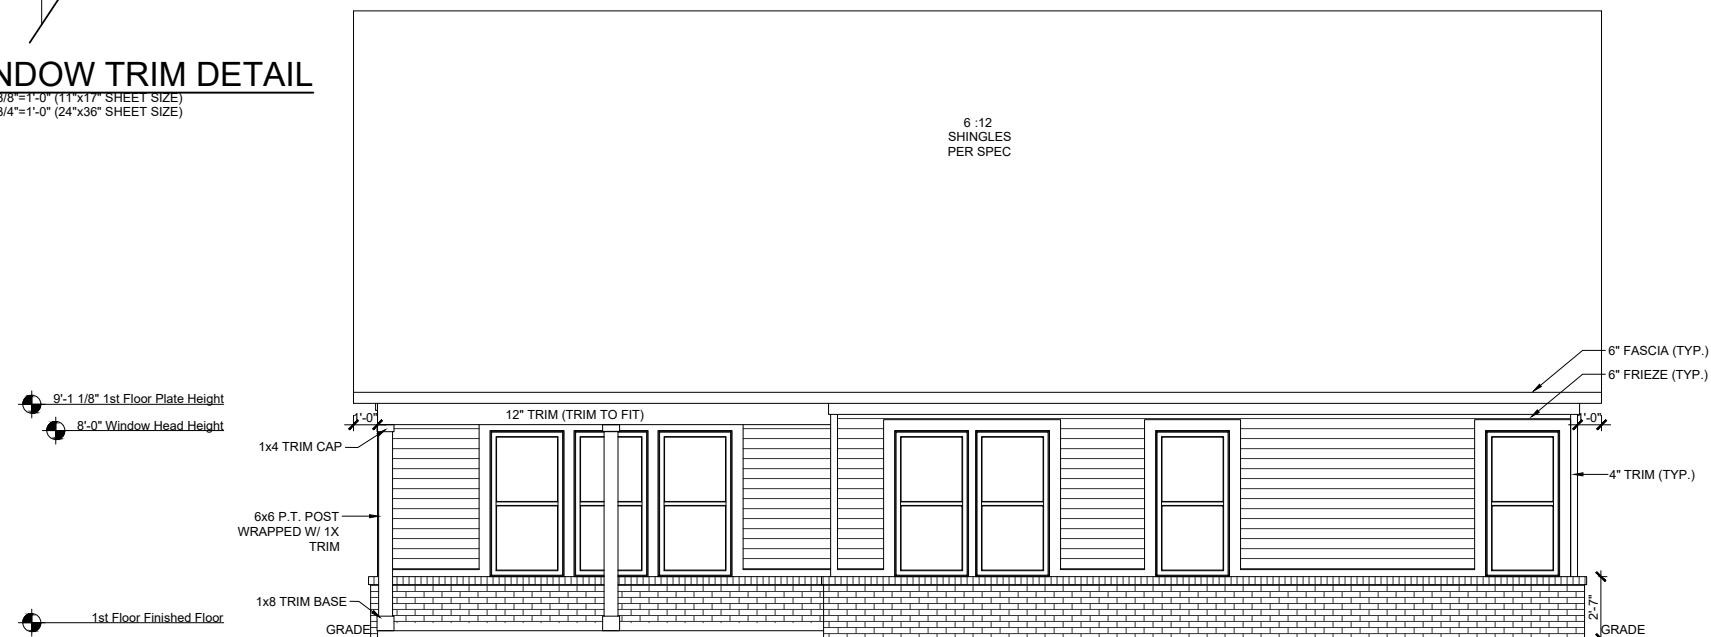 NDOW TRIM DETAIL
3/8"=1'-0" (11"x17" SHEET SIZE)
3/4"=1'-0" (24"x36" SHEET SIZE)
6 :12
SHINGLES
PER SPEC
6" FASCIA (TYP.)
6" FRIEZE (TYP.)
9'-1 1/8" 1st Floor Plate Height
8'-0" Window Head Height
1'-0"
12" TRIM (TRIM TO FIT)
1'-0"
1x4 TRIM CAP
4" TRIM (TYP.)
6x6 P.T. POST
WRAPPED W/ 1X
TRIM
1x8 TRIM BASE
2'-7"
1st Floor Finished Floor
GRADE
GRADE